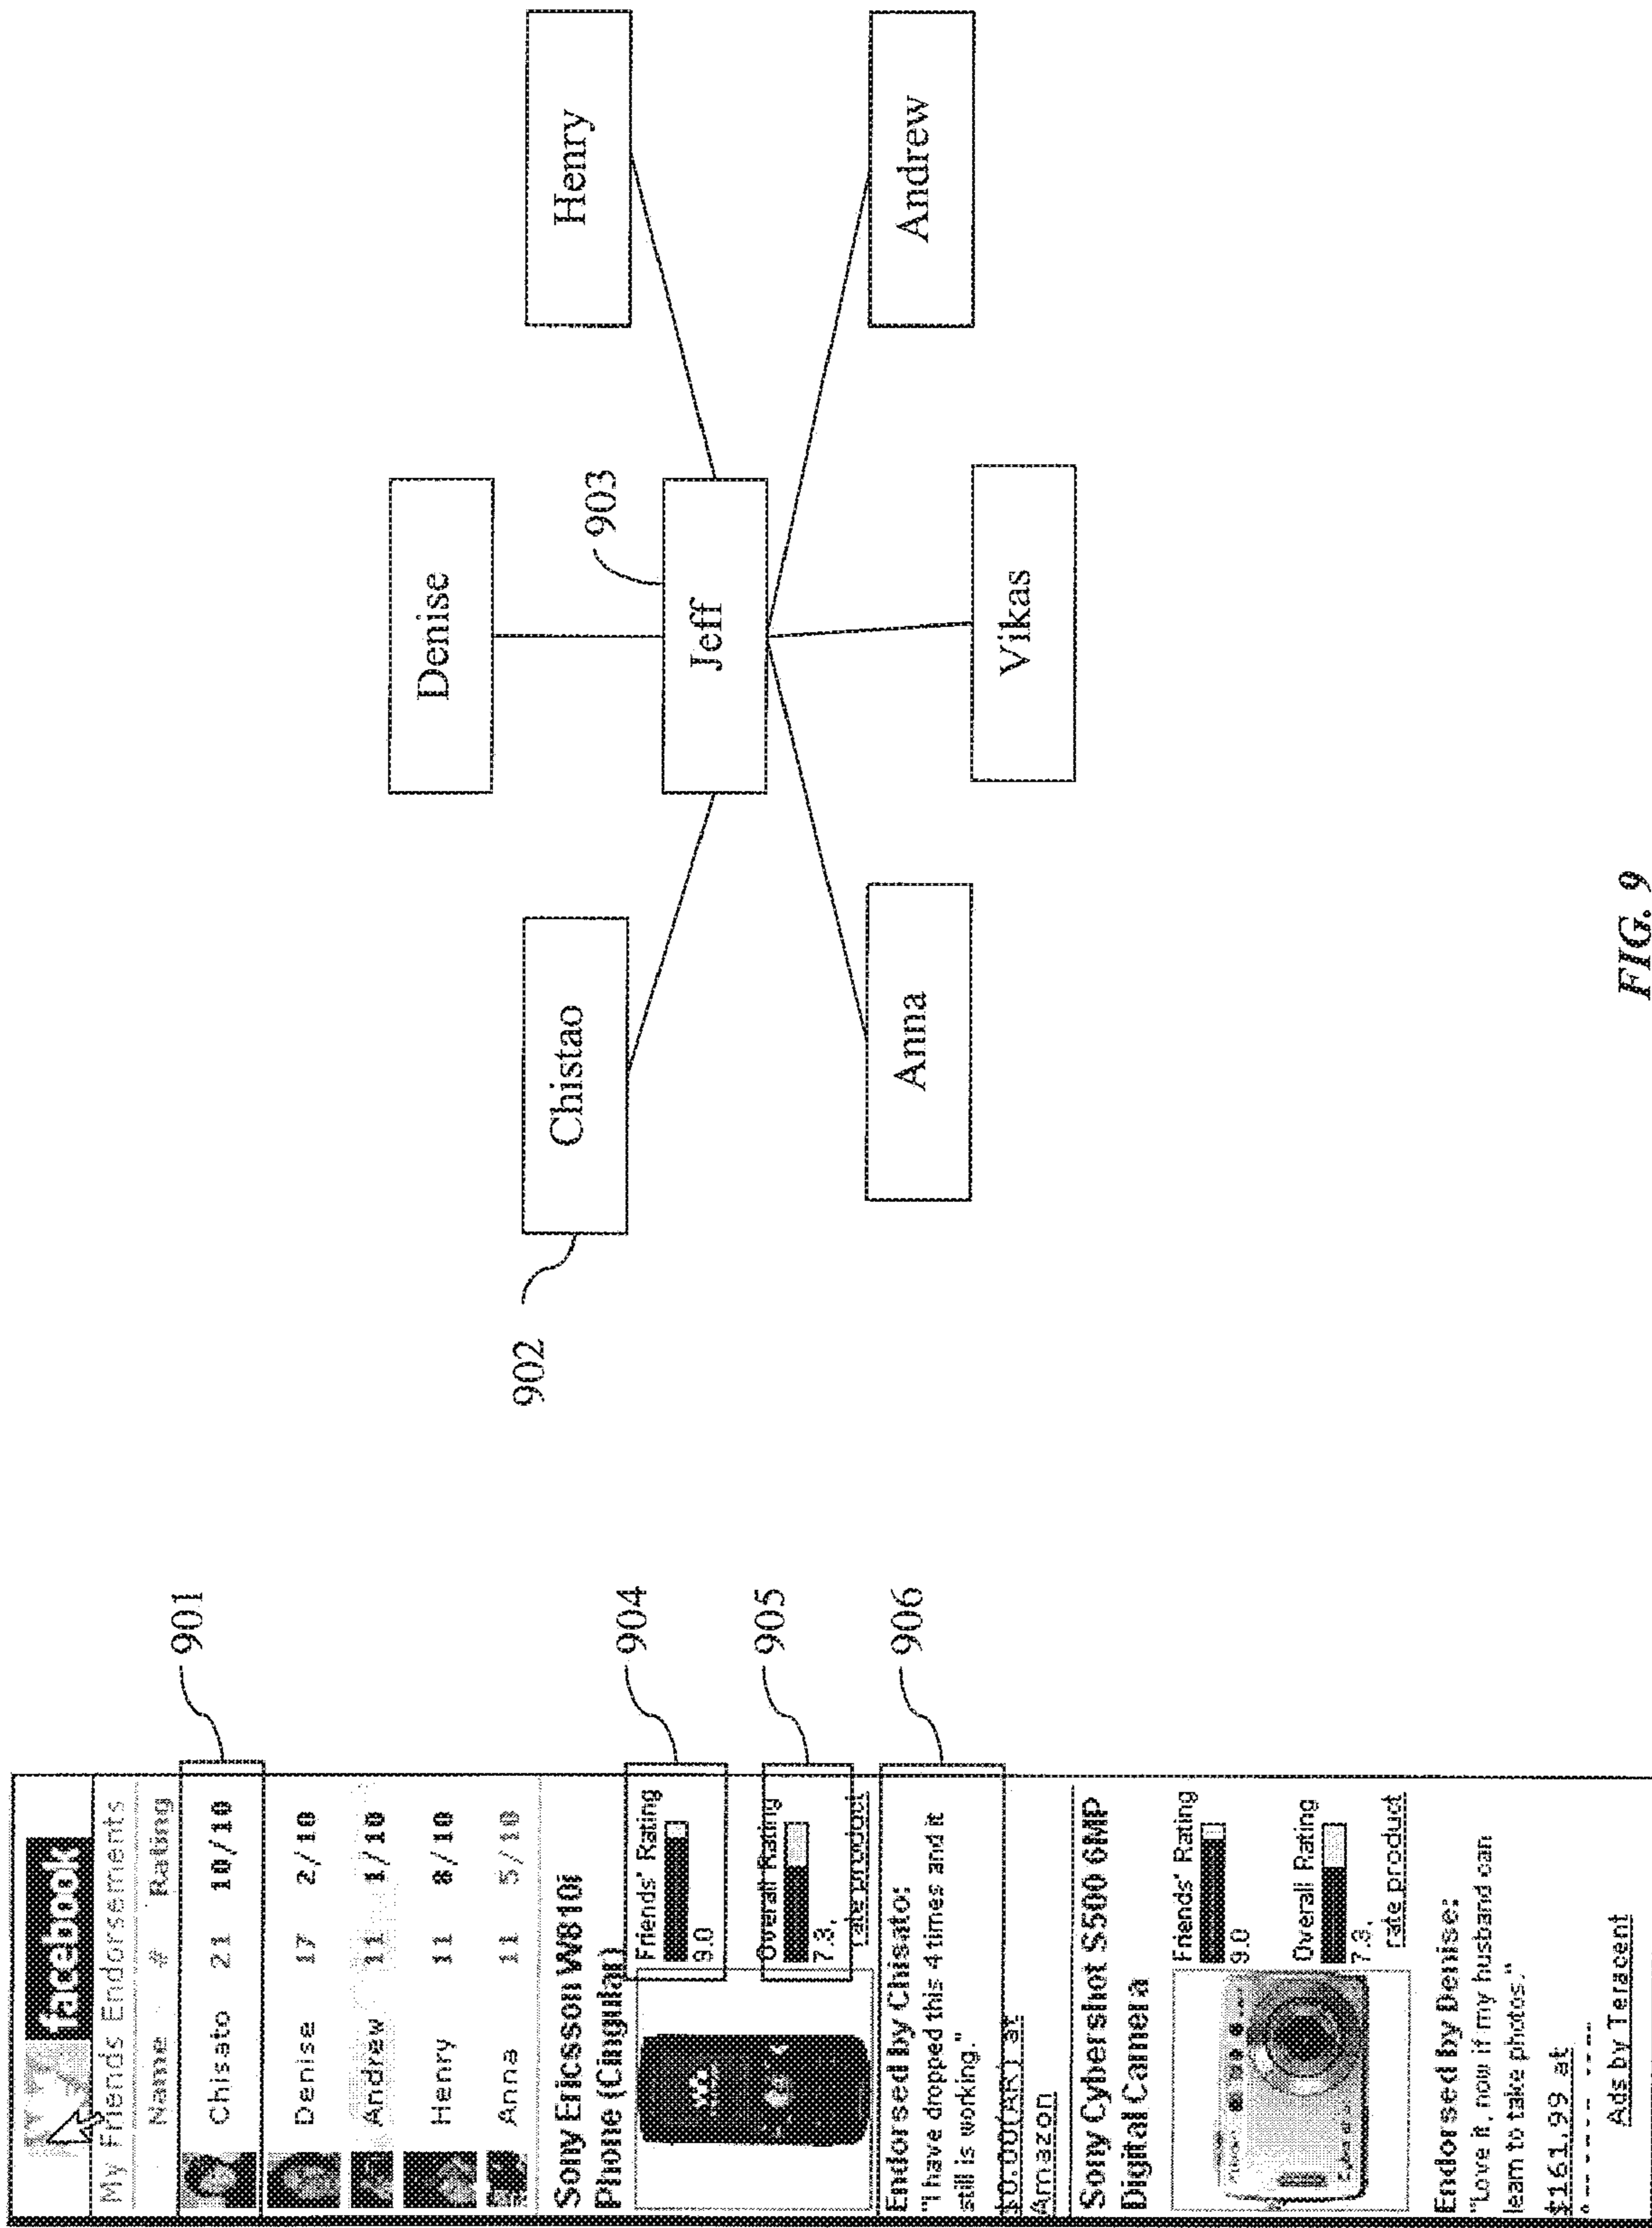 facebook
My Friends Endorsements
Name # Rating
Chisato 21 10/10
Denise 17 2/10
Andrew 11 1/10
Henry 11 8/10
Anna 11 5/10
Sony Ericsson W810i
Phone (Cingular)
Friends' Rating
9.0
Overall Rating
7.3.
rate product
Endorsed by Chisato:
"I have dropped this 4 times and it
still is working."
$0.00(AR) at
Amazon
Sony Cybershot S500 6MP
Digital Camera
Friends' Rating
9.0
Overall Rating
7.3.
rate product
Endorsed by Denise:
"Love it, now if my husband can
learn to take photos."
$161.99 at
Ads by Teracent
901
904
905
906
902
Chistao
Denise
Henry
903
Jeff
Anna
Vikas
Andrew
FIG. 9